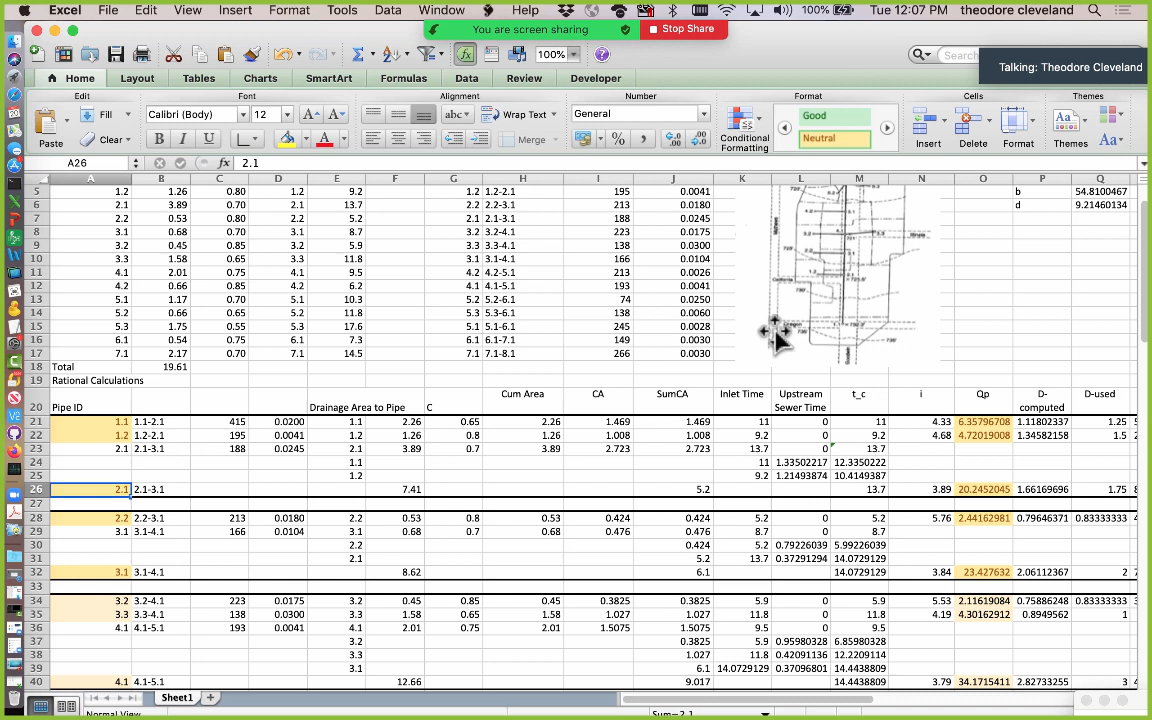 Excel File Edit View Insert Format Tools Data Window Help 100% Tue 12:07 PM theodore cleveland
You are screen sharing Stop Share
100% Search
Talking: Theodore Cleveland
Home Layout Tables Charts SmartArt Formulas Data Review Developer
Edit Font Alignment Number Format Cells Themes
Paste Fill Calibri (Body) 12 A A abc Wrap Text General Conditional Formatting Good Insert Delete Format Themes Aa
Clear B I U A Merge % Neutral Aa
A26 fx 2.1
A B C D E F G H I J K L M N O P Q
5 1.2 1.26 0.80 1.2 9.2 1.2 1.2-2.1 195 0.0041 b 54.8100467
6 2.1 3.89 0.70 2.1 13.7 2.2 2.2-3.1 213 0.0180 d 9.21460134
7 2.2 0.53 0.80 2.2 5.2 2.1 2.1-3.1 188 0.0245
8 3.1 0.68 0.70 3.1 8.7 3.2 3.2-4.1 223 0.0175
9 3.2 0.45 0.85 3.2 5.9 3.3 3.3-4.1 138 0.0300
10 3.3 1.58 0.65 3.3 11.8 3.1 3.1-4.1 166 0.0104
11 4.1 2.01 0.75 4.1 9.5 4.2 4.2-5.1 213 0.0026
12 4.2 0.66 0.85 4.2 6.2 4.1 4.1-5.1 193 0.0041
13 5.1 1.17 0.70 5.1 10.3 5.2 5.2-6.1 74 0.0250
14 5.2 0.66 0.65 5.2 11.8 5.3 5.3-6.1 138 0.0060
15 5.3 1.75 0.55 5.3 17.6 5.1 5.1-6.1 245 0.0028
16 6.1 0.54 0.75 6.1 7.3 6.1 6.1-7.1 149 0.0030
17 7.1 2.17 0.70 7.1 14.5 7.1 7.1-8.1 266 0.0030
18 Total 19.61
19 Rational Calculations
20 Pipe ID Drainage Area to Pipe C Cum Area CA SumCA Inlet Time Upstream Sewer Time t_c i Qp D-computed D-used
21 1.1 1.1-2.1 415 0.0200 1.1 2.26 0.65 2.26 1.469 1.469 11 0 11 4.33 6.35796708 1.11802337 1.25
22 1.2 1.2-2.1 195 0.0041 1.2 1.26 0.8 1.26 1.008 1.008 9.2 0 9.2 4.68 4.72019008 1.34582158 1.5
23 2.1 2.1-3.1 188 0.0245 2.1 3.89 0.7 3.89 2.723 2.723 13.7 0 13.7
24 1.1 11 1.33502217 12.3350222
25 1.2 9.2 1.21493874 10.4149387
26 2.1 2.1-3.1 7.41 5.2 13.7 3.89 20.2452045 1.66169696 1.75
27
28 2.2 2.2-3.1 213 0.0180 2.2 0.53 0.8 0.53 0.424 0.424 5.2 0 5.2 5.76 2.44162981 0.79646371 0.83333333
29 3.1 3.1-4.1 166 0.0104 3.1 0.68 0.7 0.68 0.476 0.476 8.7 0 8.7
30 2.2 0.424 5.2 0.79226039 5.99226039
31 2.1 5.2 13.7 0.37291294 14.0729129
32 3.1 3.1-4.1 8.62 6.1 14.0729129 3.84 23.427632 2.06112367 2
33
34 3.2 3.2-4.1 223 0.0175 3.2 0.45 0.85 0.45 0.3825 0.3825 5.9 0 5.9 5.53 2.11619084 0.75886248 0.83333333
35 3.3 3.3-4.1 138 0.0300 3.3 1.58 0.65 1.58 1.027 1.027 11.8 0 11.8 4.19 4.30162912 0.8949562 1
36 4.1 4.1-5.1 193 0.0041 4.1 2.01 0.75 2.01 1.5075 1.5075 9.5 0 9.5
37 3.2 0.3825 5.9 0.95980328 6.85980328
38 3.3 1.027 11.8 0.42091136 12.2209114
39 3.1 6.1 14.0729129 0.37096801 14.4438809
40 4.1 4.1-5.1 12.66 9.017 14.4438809 3.79 34.1715411 2.82733255 3
Sheet1
Normal View Sum=2.1